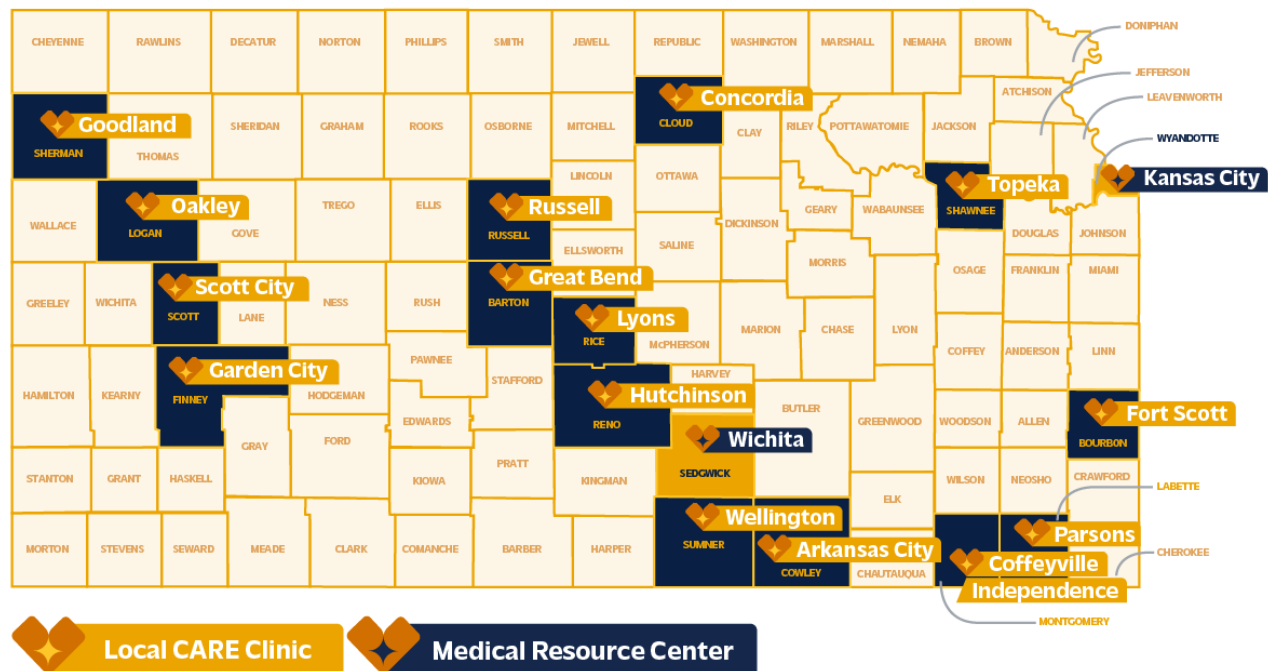 CHEYENNE
RAWLINS
DECATUR
NORTON
PHILLIPS
SMITH
JEWELL
REPUBLIC
WASHINGTON
MARSHALL
NEMAHA
BROWN
DONIPHAN
JEFFERSON
ATCHISON
LEAVENWORTH
Concordia
CLOUD
Goodland
SHERMAN
THOMAS
SHERIDAN
GRAHAM
ROOKS
OSBORNE
MITCHELL
CLAY
RILEY
POTTAWATOMIE
JACKSON
WYANDOTTE
Kansas City
LINCOLN
OTTAWA
Topeka
SHAWNEE
WALLACE
Oakley
LOGAN
GOVE
TREGO
ELLIS
Russell
RUSSELL
ELLSWORTH
SALINE
DICKINSON
GEARY
WABAUNSEE
DOUGLAS
JOHNSON
MORRIS
OSAGE
FRANKLIN
MIAMI
GREELEY
WICHITA
Scott City
SCOTT
LANE
NESS
RUSH
Great Bend
BARTON
Lyons
RICE
McPHERSON
MARION
CHASE
LYON
COFFEY
ANDERSON
LINN
HAMILTON
KEARNY
Garden City
FINNEY
HODGEMAN
PAWNEE
STAFFORD
EDWARDS
HARVEY
Hutchinson
RENO
BUTLER
GREENWOOD
WOODSON
ALLEN
Fort Scott
BOURBON
GRAY
FORD
Wichita
SEDGWICK
STANTON
GRANT
HASKELL
KIOWA
PRATT
KINGMAN
ELK
WILSON
NEOSHO
CRAWFORD
LABETTE
Wellington
SUMNER
Arkansas City
COWLEY
CHAUTAUQUA
Parsons
Coffeyville
Independence
CHEROKEE
MORTON
STEVENS
SEWARD
MEADE
CLARK
COMANCHE
BARBER
HARPER
MONTGOMERY
Local CARE Clinic
Medical Resource Center